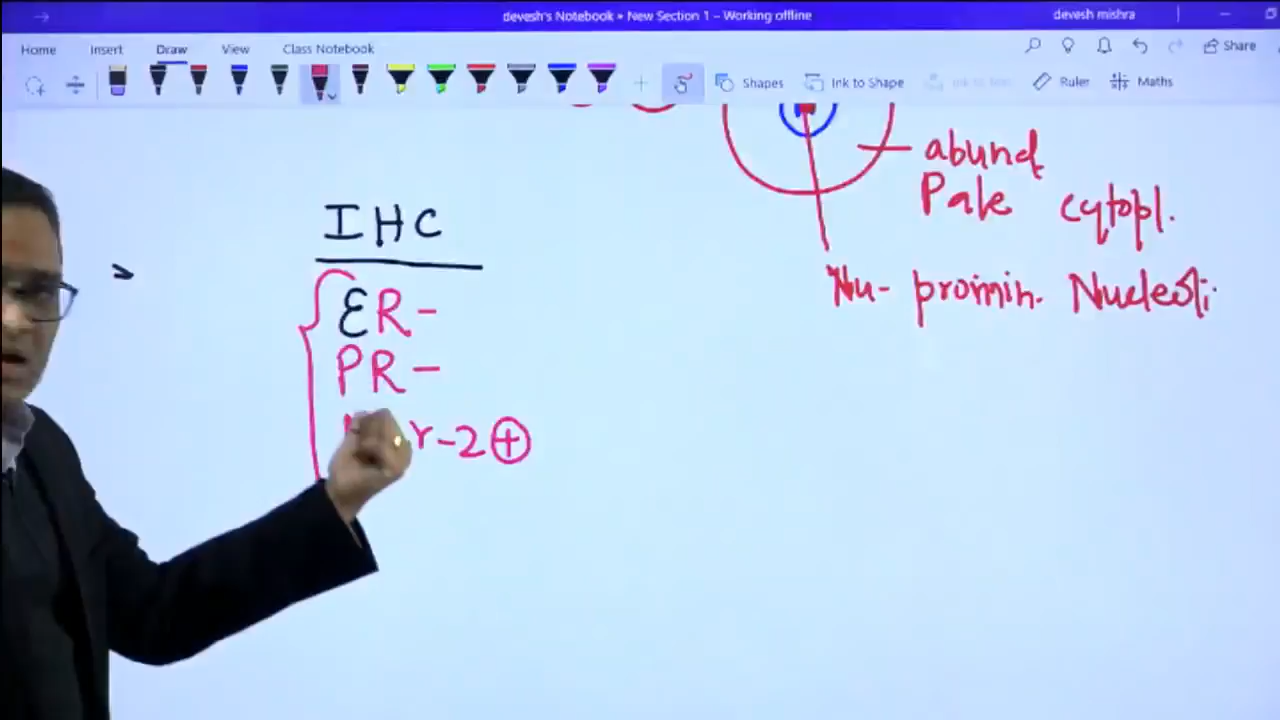 devesh's Notebook » New Section 1 – Working offline
devesh mishra
Home Insert Draw View Class Notebook
Share
Shapes
Ink to Shape
Ruler
Maths
abund
Pale cytopl.
Nu- promin. Nucleoli
IHC
ER-
PR-
r-2 +